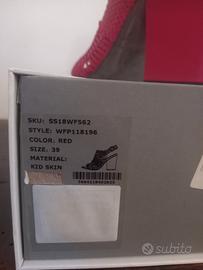 SKU: SS18WF562
STYLE: WFP118196
COLOR: RED
SIZE: 39
MATERIAL:
KID SKIN
subito